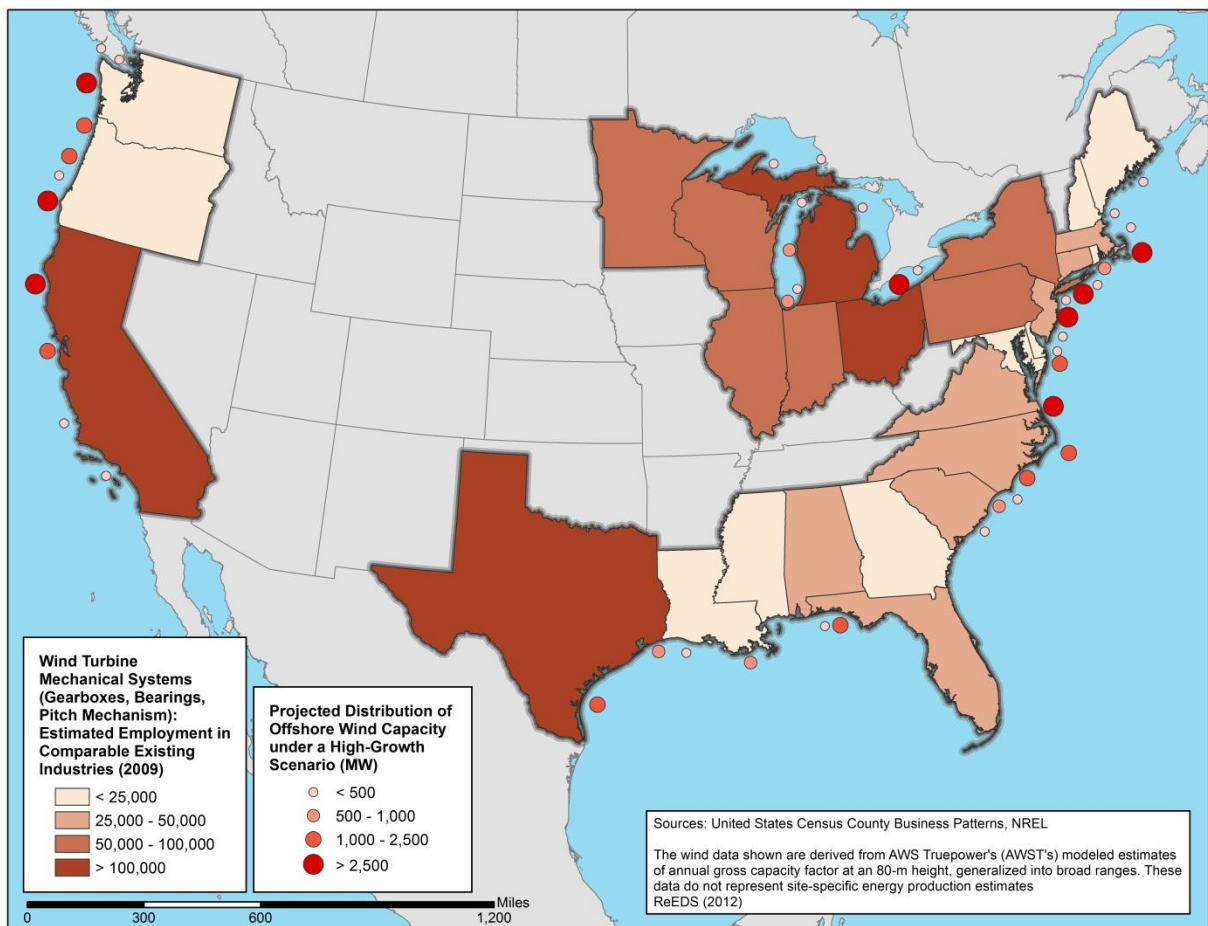 Wind Turbine
Mechanical Systems
(Gearboxes, Bearings,
Pitch Mechanism):
Estimated Employment in
Comparable Existing
Industries (2009)
< 25,000
25,000 - 50,000
50,000 - 100,000
> 100,000
Projected Distribution of
Offshore Wind Capacity
under a High-Growth
Scenario (MW)
< 500
500 - 1,000
1,000 - 2,500
> 2,500
Sources: United States Census County Business Patterns, NREL
The wind data shown are derived from AWS Truepower's (AWST's) modeled estimates
of annual gross capacity factor at an 80-m height, generalized into broad ranges. These
data do not represent site-specific energy production estimates
ReEDS (2012)
Miles
0 300 600 1,200